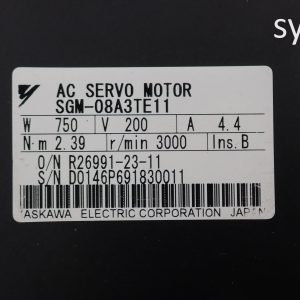 sy
AC SERVO MOTOR
SGM-08A3TE11
W 750 V 200 A 4.4
N·m 2.39 r/min 3000 Ins.B
O/N R26991-23-11
S/N D0146P691830011
YASKAWA ELECTRIC CORPORATION JAPAN